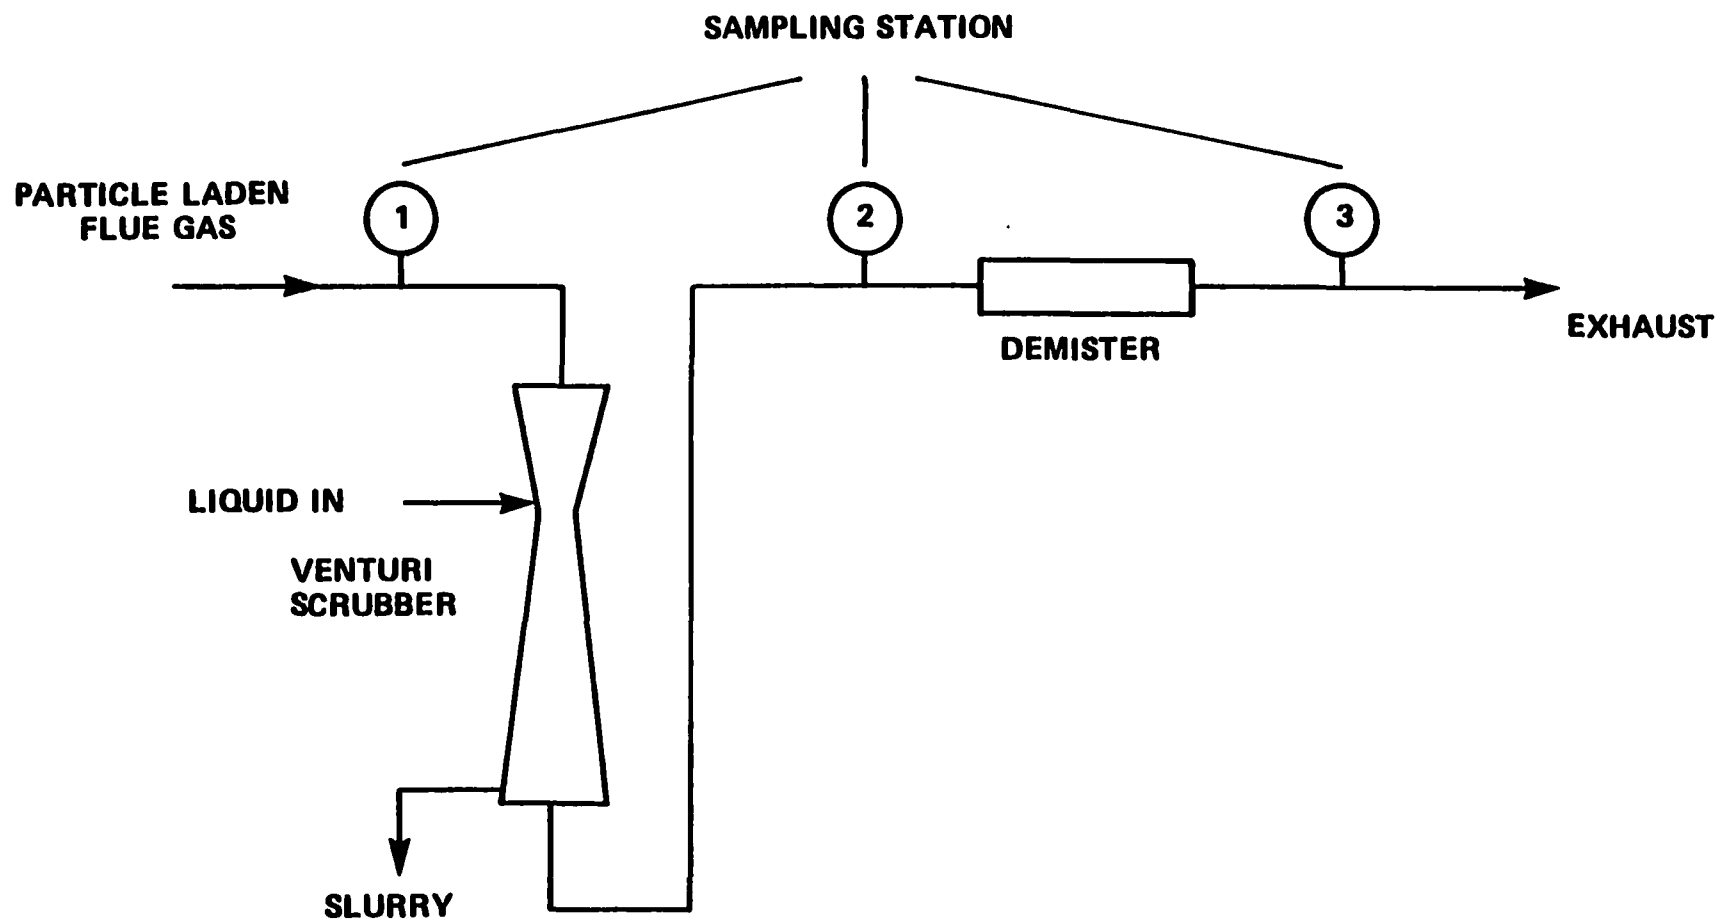 SAMPLING STATION
PARTICLE LADEN
FLUE GAS
1
2
3
EXHAUST
DEMISTER
LIQUID IN
VENTURI
SCRUBBER
SLURRY